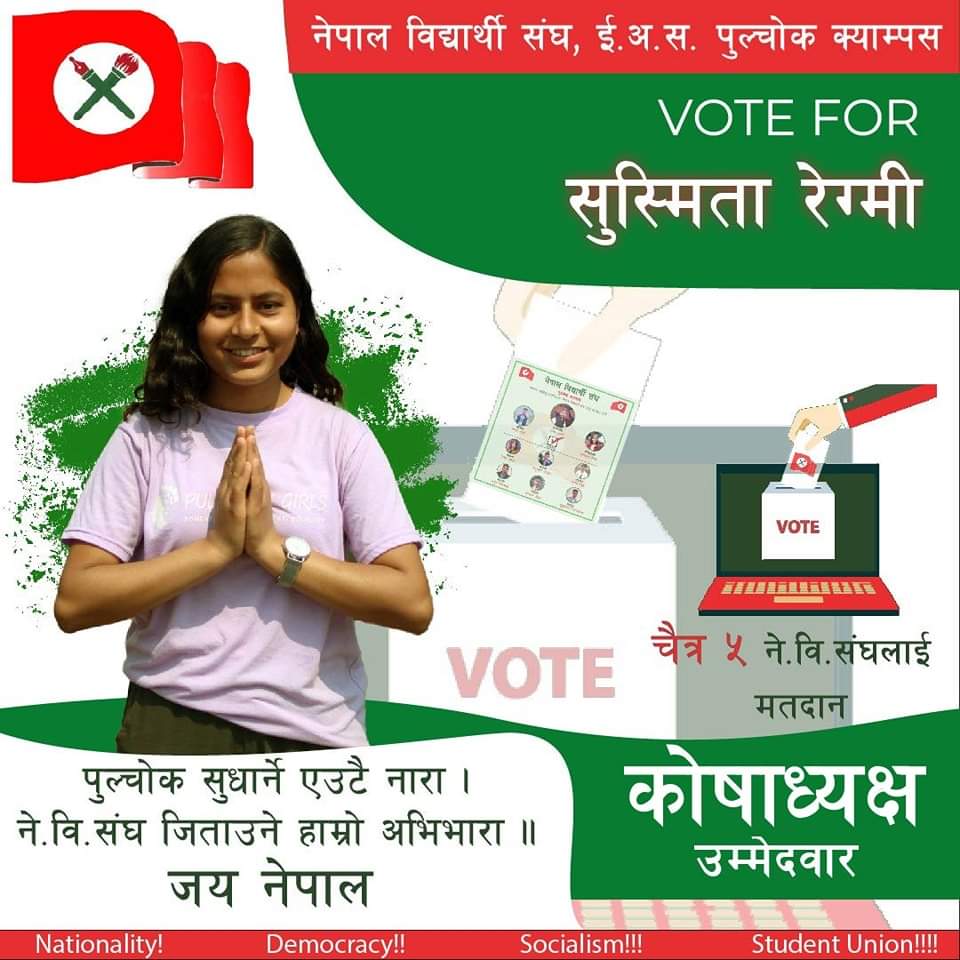 नेपाल विद्यार्थी संघ, ई.अ.स. पुल्चोक क्याम्पस
VOTE FOR
सुस्मिता रेग्मी
नेपाल विद्यार्थी संघ
GIRLS
VOTE
VOTE
चैत्र ५ ने.वि.संघलाई
मतदान
पुल्चोक सुधार्ने एउटै नारा ।
ने.वि.संघ जिताउने हाम्रो अभिभारा ॥
जय नेपाल
कोषाध्यक्ष
उम्मेदवार
Nationality! Democracy!! Socialism!!! Student Union!!!!